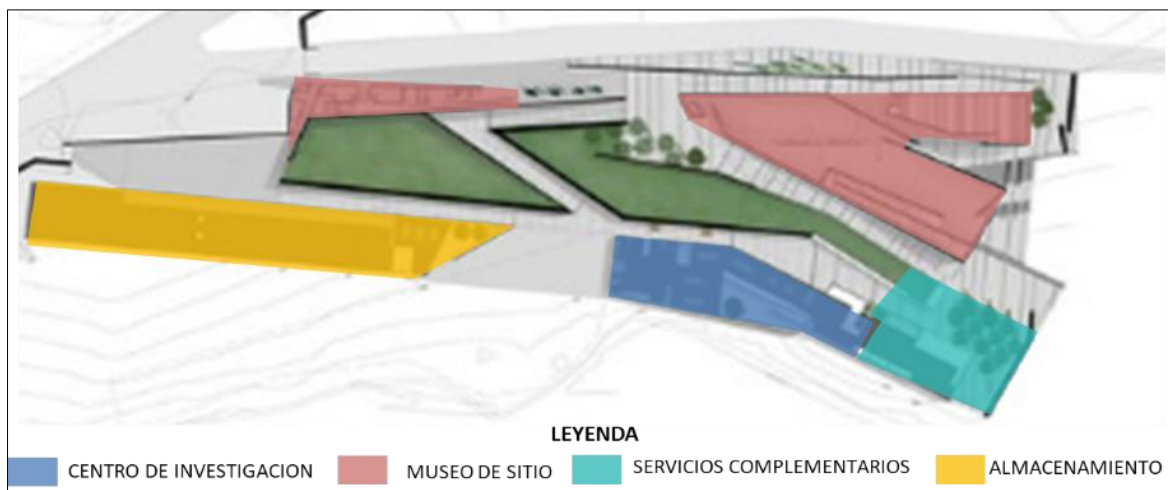 LEYENDA
CENTRO DE INVESTIGACION MUSEO DE SITIO SERVICIOS COMPLEMENTARIOS ALMACENAMIENTO